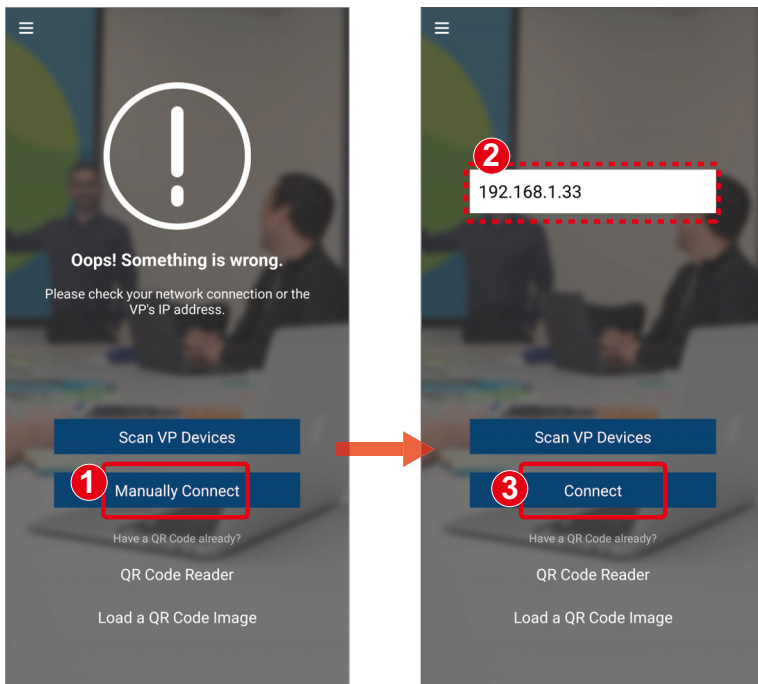 Oops! Something is wrong.
Please check your network connection or the
VP's IP address.
Scan VP Devices
1
Manually Connect
Have a QR Code already?
QR Code Reader
Load a QR Code Image
2
192.168.1.33
Scan VP Devices
3
Connect
Have a QR Code already?
QR Code Reader
Load a QR Code Image